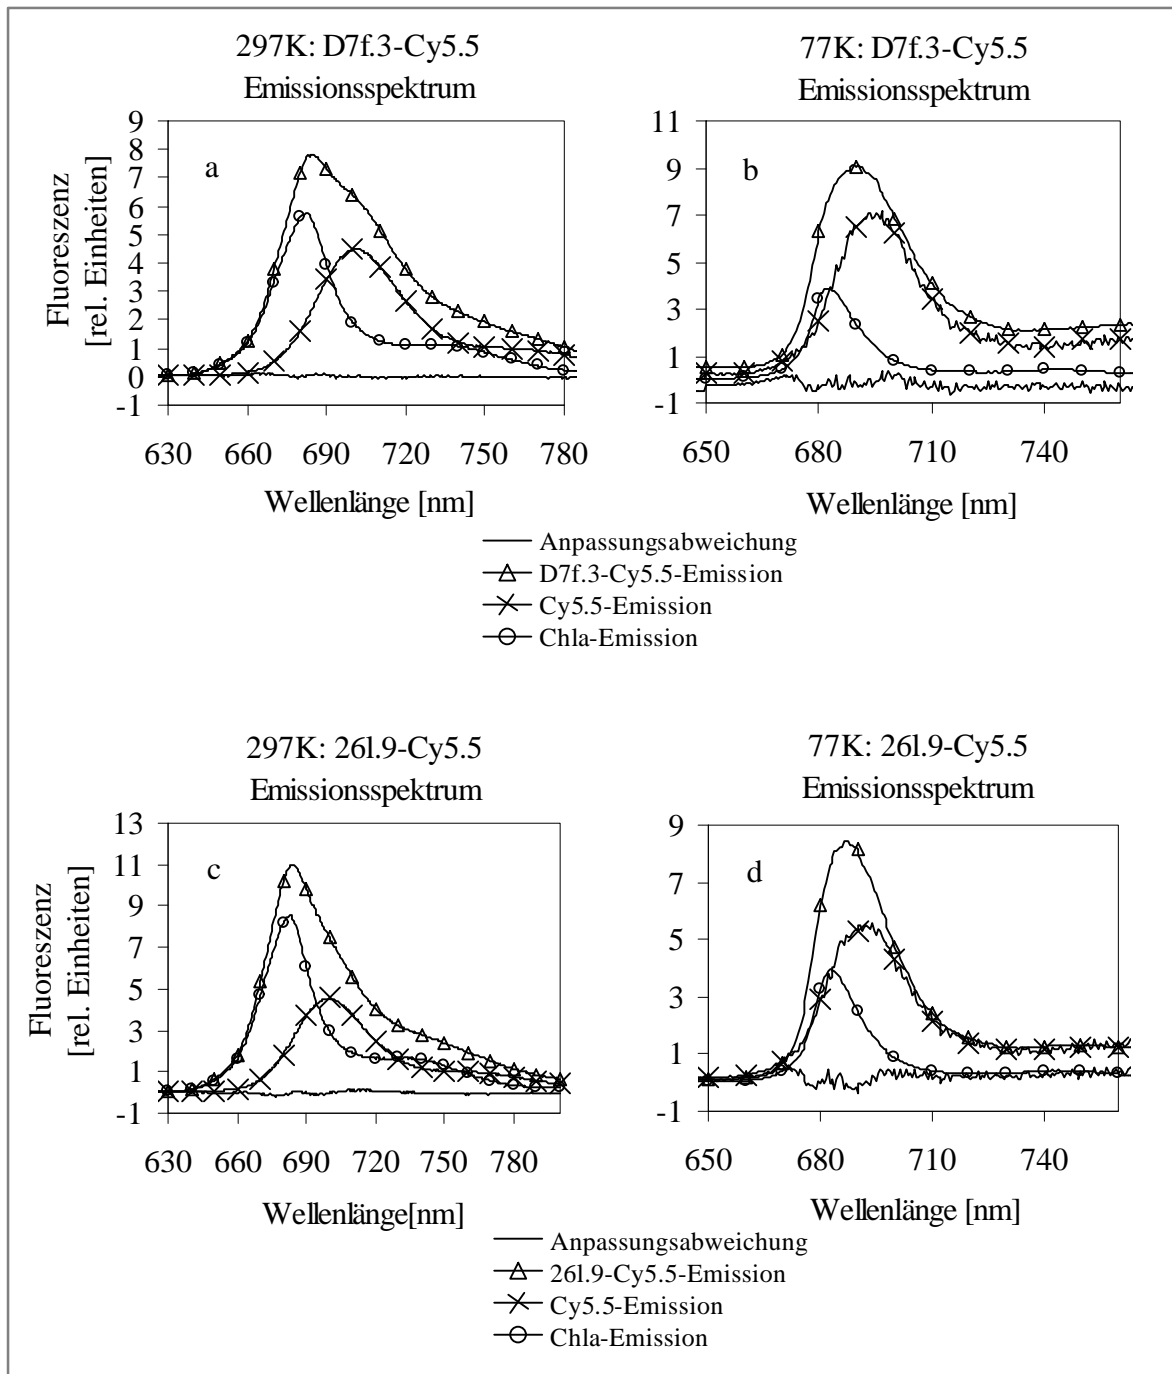 297K: D7f.3-Cy5.5
Emissionsspektrum
77K: D7f.3-Cy5.5
Emissionsspektrum
Fluoreszenz
[rel. Einheiten]
9
8
7
6
5
4
3
2
1
0
-1
a
630 660 690 720 750 780
Wellenlänge [nm]
11
9
7
5
3
1
-1
b
650 680 710 740
Wellenlänge [nm]
Anpassungsabweichung
D7f.3-Cy5.5-Emission
Cy5.5-Emission
Chla-Emission
297K: 26l.9-Cy5.5
Emissionsspektrum
77K: 26l.9-Cy5.5
Emissionsspektrum
Fluoreszenz
[rel. Einheiten]
13
11
9
7
5
3
1
-1
c
630 660 690 720 750 780
Wellenlänge[nm]
9
7
5
3
1
-1
d
650 680 710 740
Wellenlänge [nm]
Anpassungsabweichung
26l.9-Cy5.5-Emission
Cy5.5-Emission
Chla-Emission